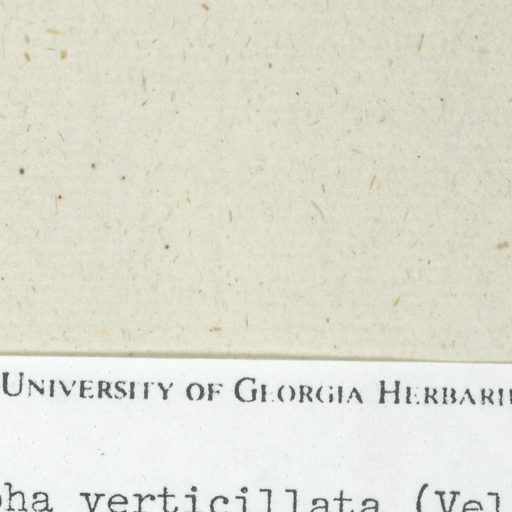 UNIVERSITY OF GEORGIA HERBARI
pha verticillata (Vel